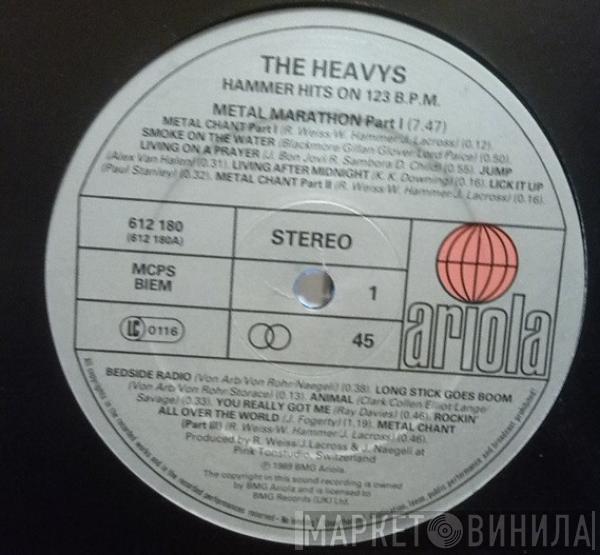 THE HEAVYS
HAMMER HITS ON 123 B.P.M.
METAL MARATHON Part I (7.47)
METAL CHANT Part I (R. Weiss/W. Hammer/J. Lacross) (0.12).
SMOKE ON THE WATER (Blackmore/Gillan/Glover/Lord/Paice) (0.50).
LIVING ON A PRAYER (J. Bon Jovi/R. Sambora/D. Child) (0.55). JUMP
(Alex Van Halen) (0.31). LIVING AFTER MIDNIGHT (K. K. Downing) (0.16). LICK IT UP
(Paul Stanley) (0.32). METAL CHANT Part II (R. Weiss/W. Hammer/J. Lacross) (0.16).
612 180
(612 180A)
STEREO
MCPS
BIEM
1
LC 0116
45
ariola
BEDSIDE RADIO (Von Arb/Von Rohr/Naegeli) (0.38). LONG STICK GOES BOOM
(Von Arb/Von Rohr/Storace) (0.13). ANIMAL (Clark/Collen/Elliot/Lange/
Savage) (0.33). YOU REALLY GOT ME (Ray Davies) (0.46). ROCKIN'
ALL OVER THE WORLD (J. Fogerty) (1.19). METAL CHANT
(Part III) (R. Weiss/W. Hammer/J. Lacross) (0.46).
Produced by R. Weiss/J. Lacross & J. Naegeli at
Pink Tonstudio, Switzerland
℗ 1989 BMG Ariola.
The copyright in this sound recording is owned
by BMG Ariola and is licensed to
BMG Records (UK) Ltd.
МАРКЕТ ВИНИЛА